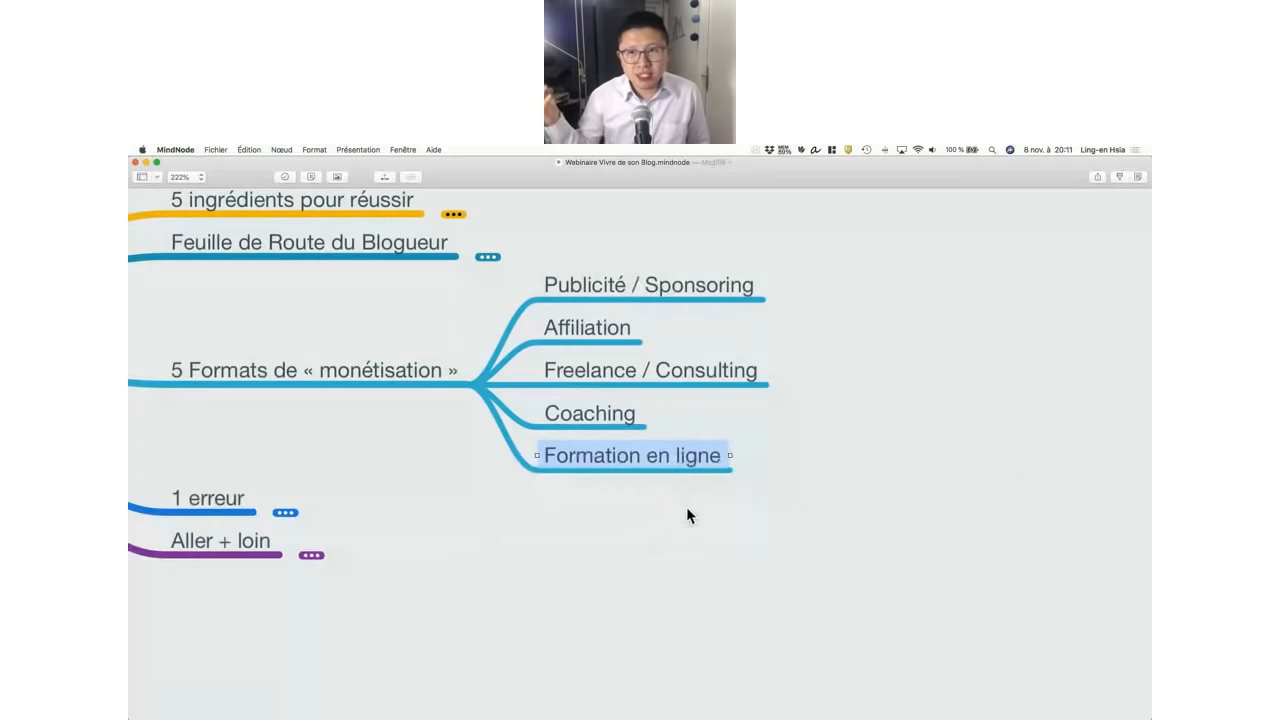 MindNode Fichier Édition Nœud Format Présentation Fenêtre Aide 100 % 8 nov. à 20:11 Ling-en Hsia
Webinaire Vivre de son Blog.mindnode — Modifié
222%
5 ingrédients pour réussir
Feuille de Route du Blogueur
Publicité / Sponsoring
Affiliation
5 Formats de « monétisation »
Freelance / Consulting
Coaching
Formation en ligne
1 erreur
Aller + loin